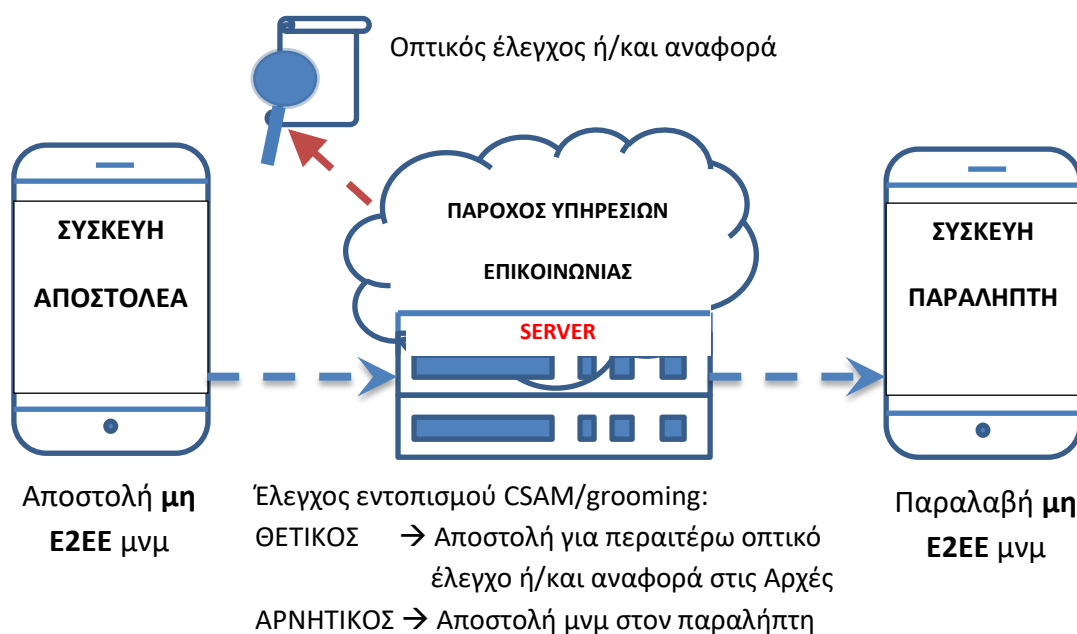 Οπτικός έλεγχος ή/και αναφορά
ΣΥΣΚΕΥΗ
ΑΠΟΣΤΟΛΕΑ
ΠΑΡΟΧΟΣ ΥΠΗΡΕΣΙΩΝ
ΕΠΙΚΟΙΝΩΝΙΑΣ
SERVER
ΣΥΣΚΕΥΗ
ΠΑΡΑΛΗΠΤΗ
Αποστολή μη
E2EE μνμ
Έλεγχος εντοπισμού CSAM/grooming:
ΘΕΤΙΚΟΣ → Αποστολή για περαιτέρω οπτικό
έλεγχο ή/και αναφορά στις Αρχές
ΑΡΝΗΤΙΚΟΣ → Αποστολή μνμ στον παραλήπτη
Παραλαβή μη
E2EE μνμ